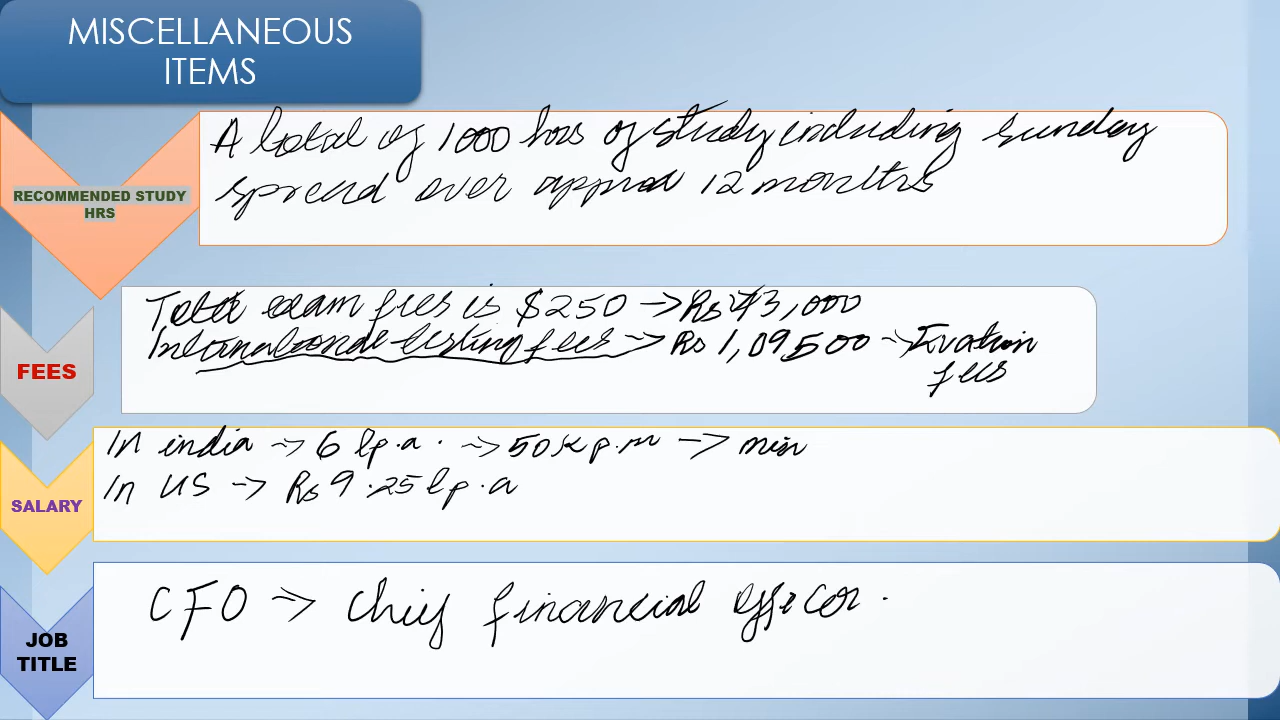 MISCELLANEOUS
ITEMS
RECOMMENDED STUDY
HRS
A total of 1000 hrs of study including sunday
spread over approx 12 months
FEES
Total exam fees is $250 → Rs 73,000
International testing fees → Rs 1,09,500 →
fees
SALARY
In india → 6 lp.a. → 50K p.m → min
In US → Rs 9.25 lp.a
JOB
TITLE
CFO → Chief financial officer.